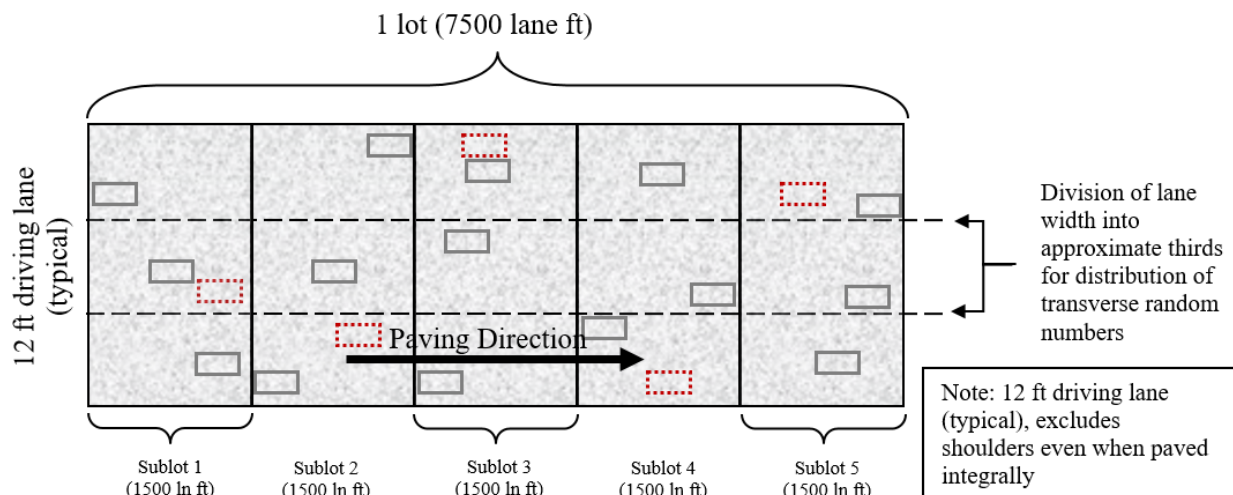 1 lot (7500 lane ft)
12 ft driving lane
(typical)
Paving Direction
Division of lane
width into
approximate thirds
for distribution of
transverse random
numbers
Note: 12 ft driving lane
(typical), excludes
shoulders even when paved
integrally
Sublot 1
(1500 ln ft)
Sublot 2
(1500 ln ft)
Sublot 3
(1500 ln ft)
Sublot 4
(1500 ln ft)
Sublot 5
(1500 ln ft)